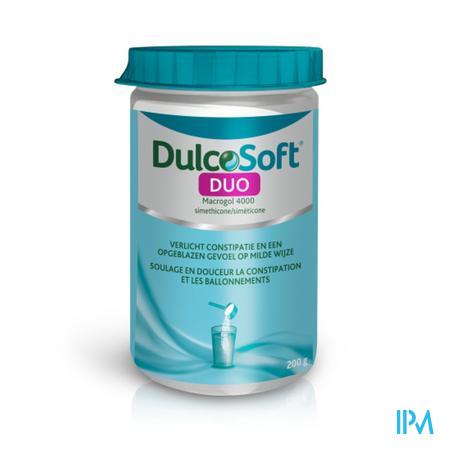 DulcoSoft®
DUO
Macrogol 4000
simethicone/siméticone
VERLICHT CONSTIPATIE EN EEN
OPGEBLAZEN GEVOEL OP MILDE WIJZE
SOULAGE EN DOUCEUR LA CONSTIPATION
ET LES BALLONNEMENTS
200 g
IPM